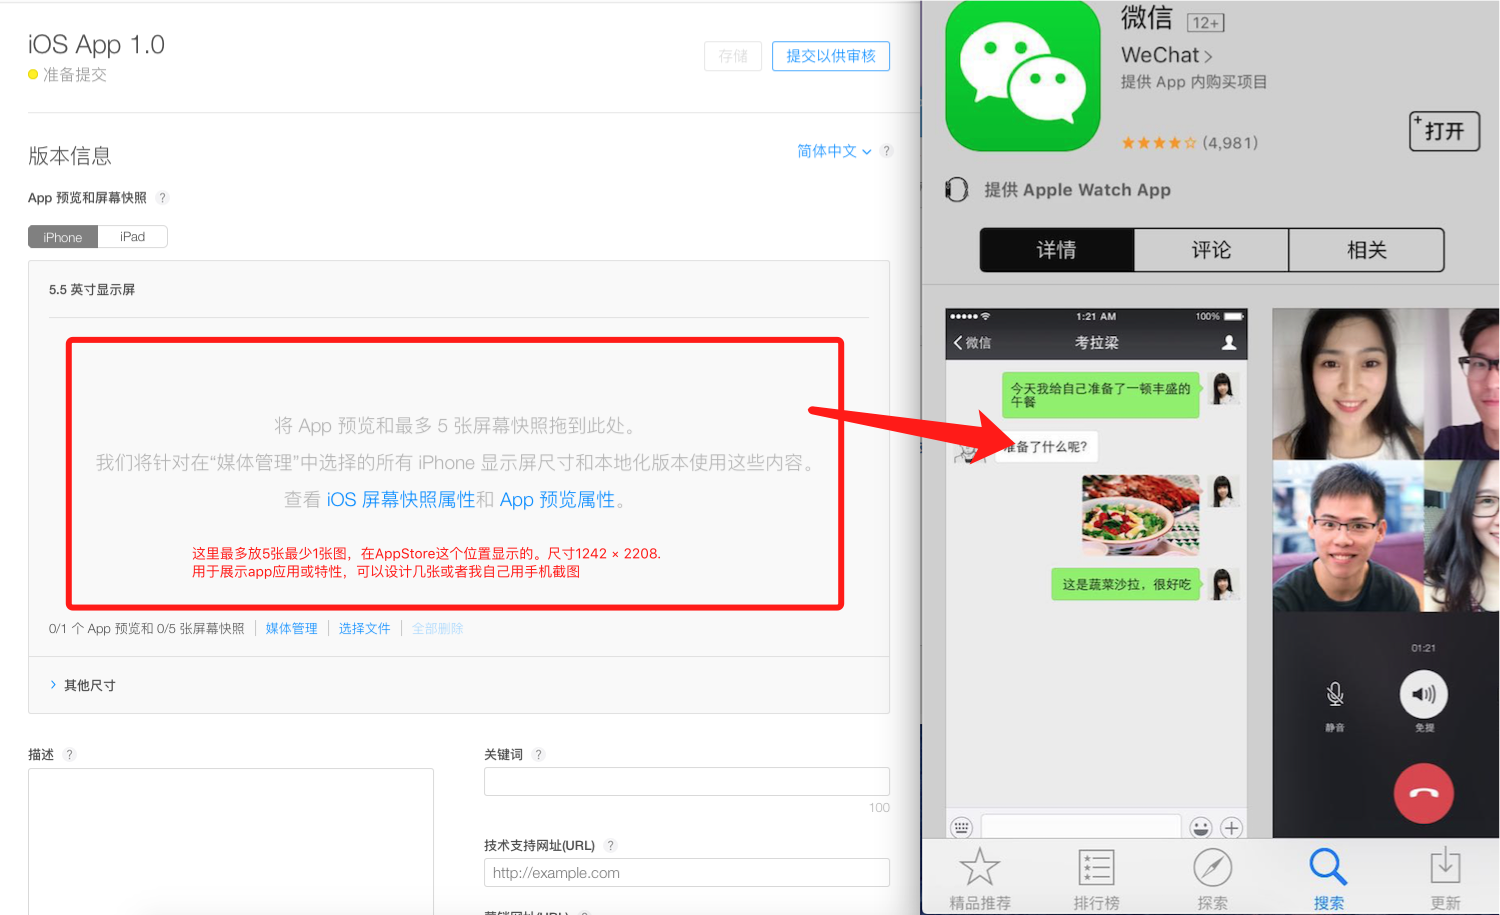 iOS App 1.0
准备提交
存储
提交以供审核
版本信息
简体中文
?
App 预览和屏幕快照 ?
iPhone
iPad
5.5 英寸显示屏
将 App 预览和最多 5 张屏幕快照拖到此处。
我们将针对在“媒体管理”中选择的所有 iPhone 显示屏尺寸和本地化版本使用这些内容。
查看 iOS 屏幕快照属性和 App 预览属性。
这里最多放5张最少1张图，在AppStore这个位置显示的。尺寸1242 × 2208.
用于展示app应用或特性，可以设计几张或者我自己用手机截图
0/1 个 App 预览和 0/5 张屏幕快照
媒体管理
选择文件
全部删除
其他尺寸
描述 ?
关键词 ?
100
技术支持网址(URL) ?
http://example.com
营销网址(URL) ?
微信 12+
WeChat
提供 App 内购买项目
+打开
(4,981)
提供 Apple Watch App
详情
评论
相关
1:21 AM
100%
微信
考拉梁
今天我给自己准备了一顿丰盛的
午餐
准备了什么呢?
这是蔬菜沙拉，很好吃
01:21
静音
免提
精品推荐
排行榜
探索
搜索
更新